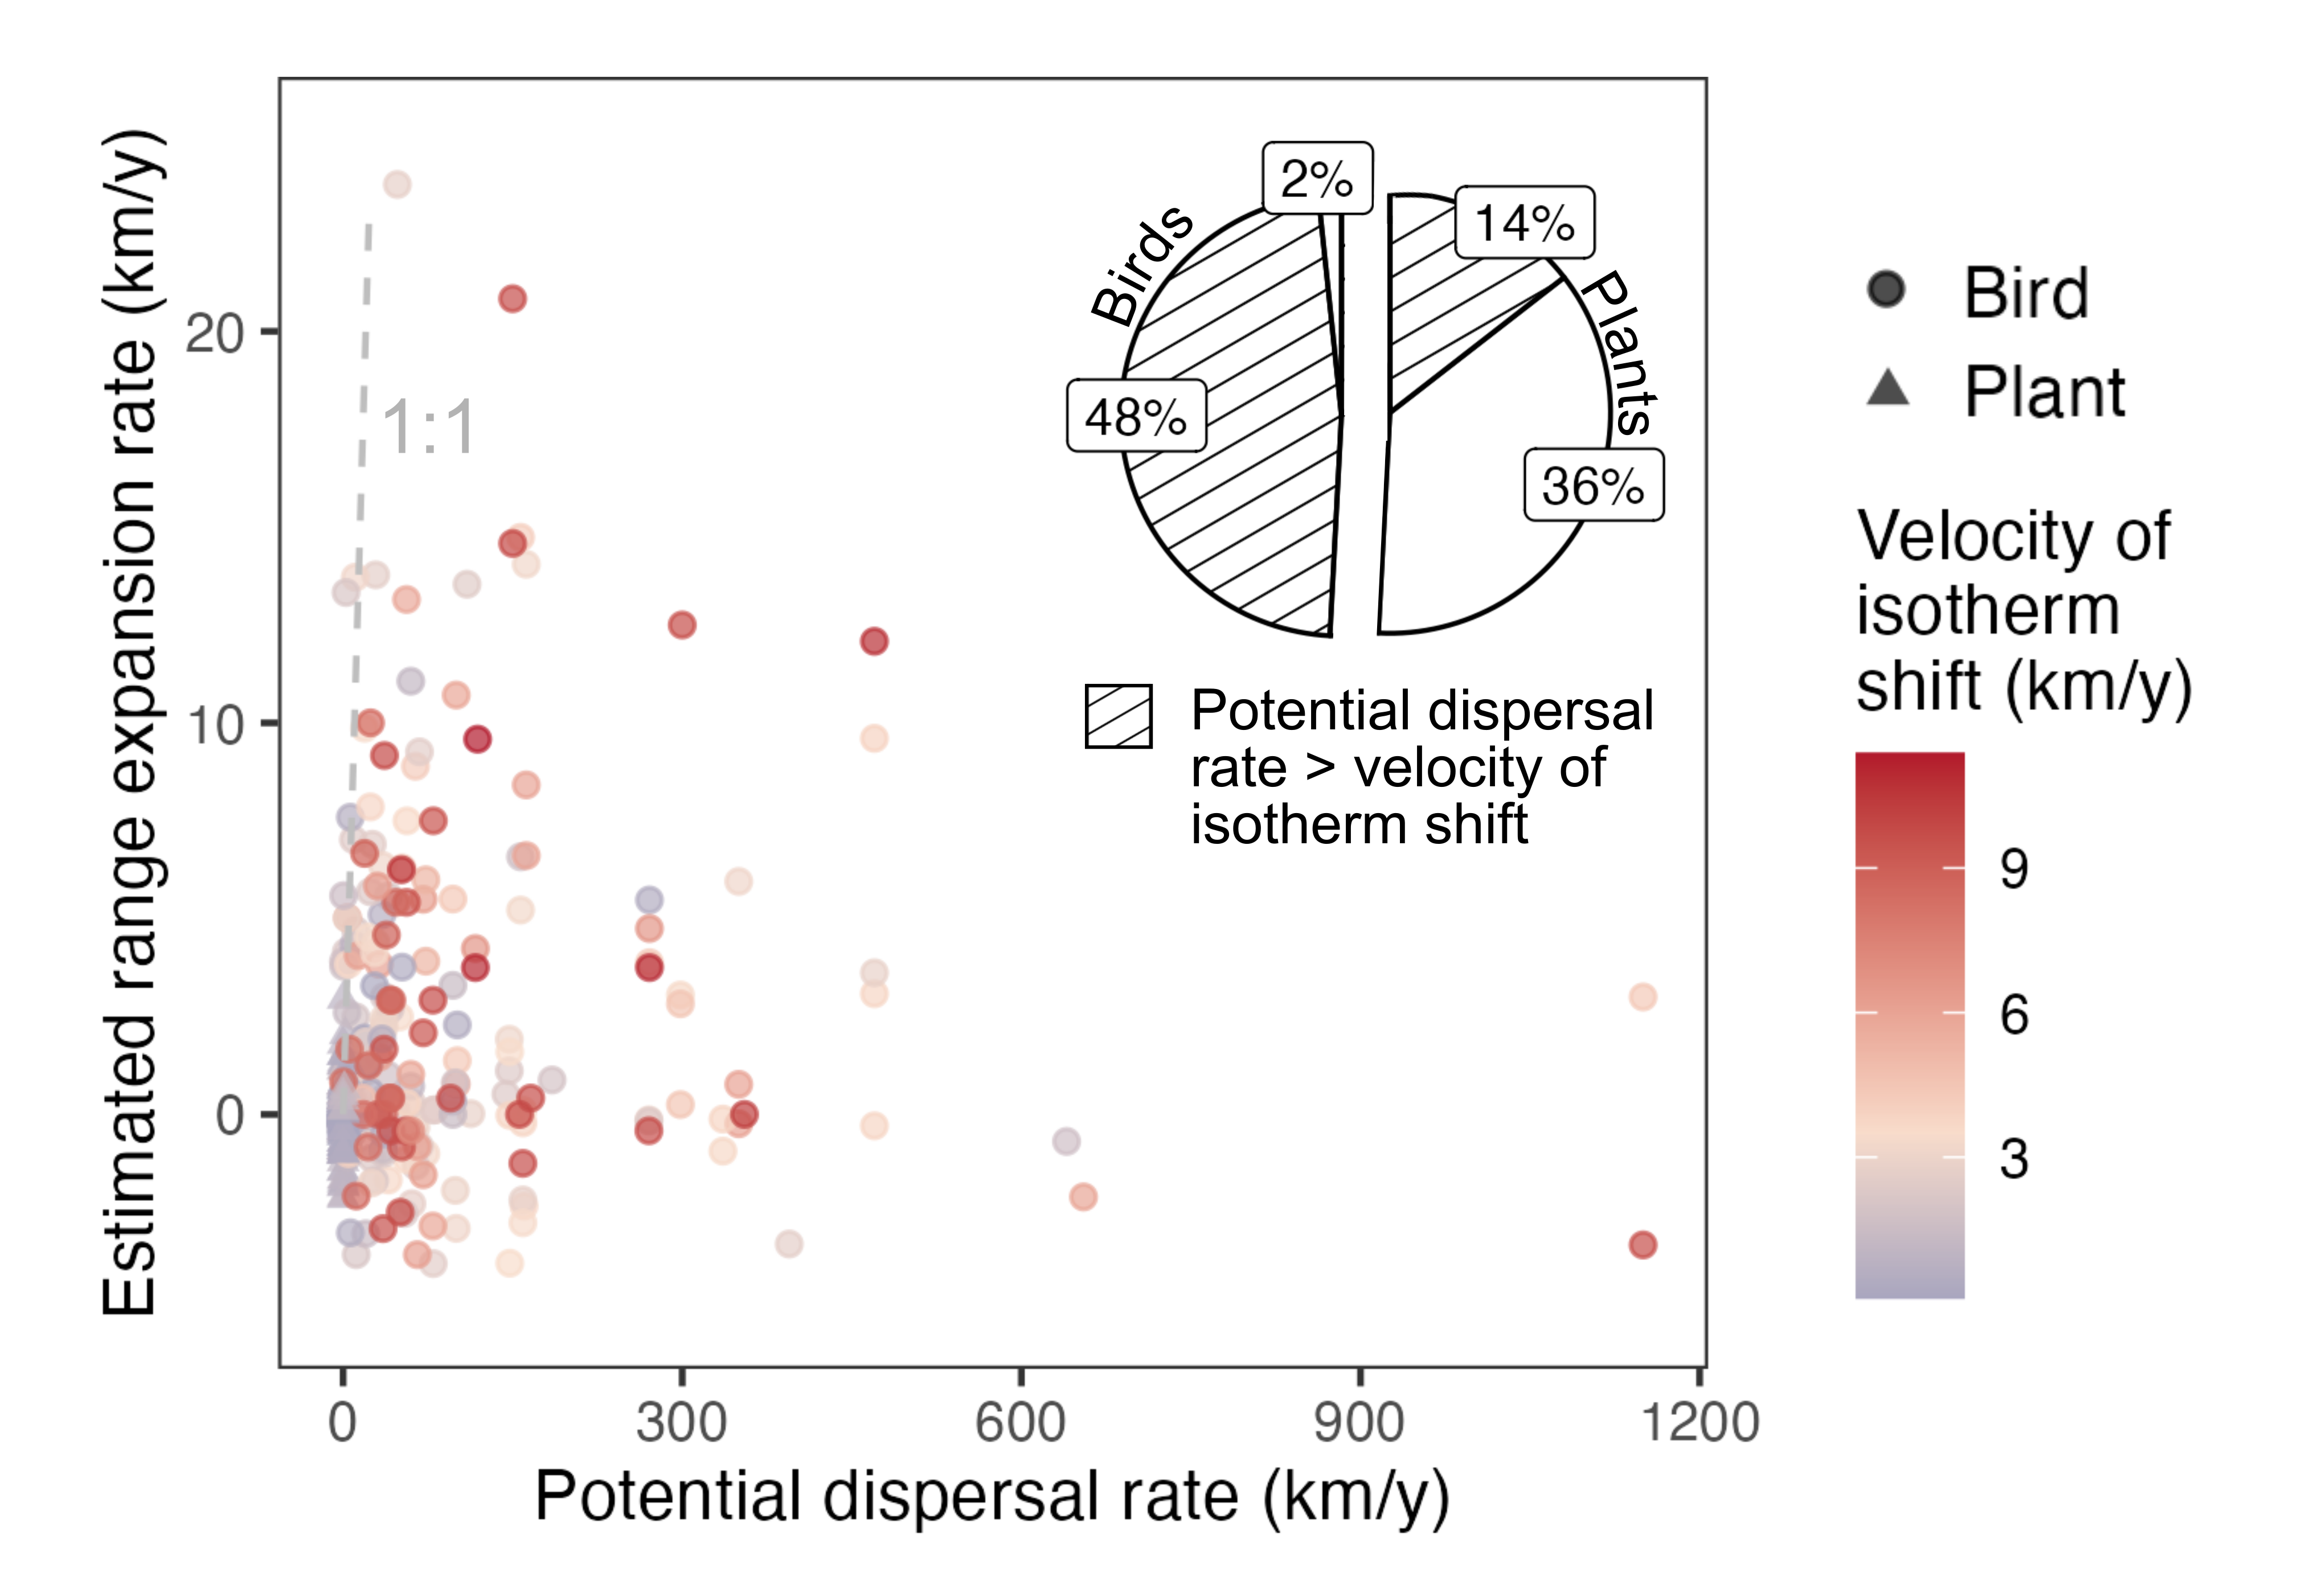 Estimated range expansion rate (km/y)
20
10
0
1:1
Birds
2%
14%
Plants
48%
36%
Potential dispersal
rate > velocity of
isotherm shift
0
300
600
900
1200
Potential dispersal rate (km/y)
Bird
Plant
Velocity of
isotherm
shift (km/y)
9
6
3